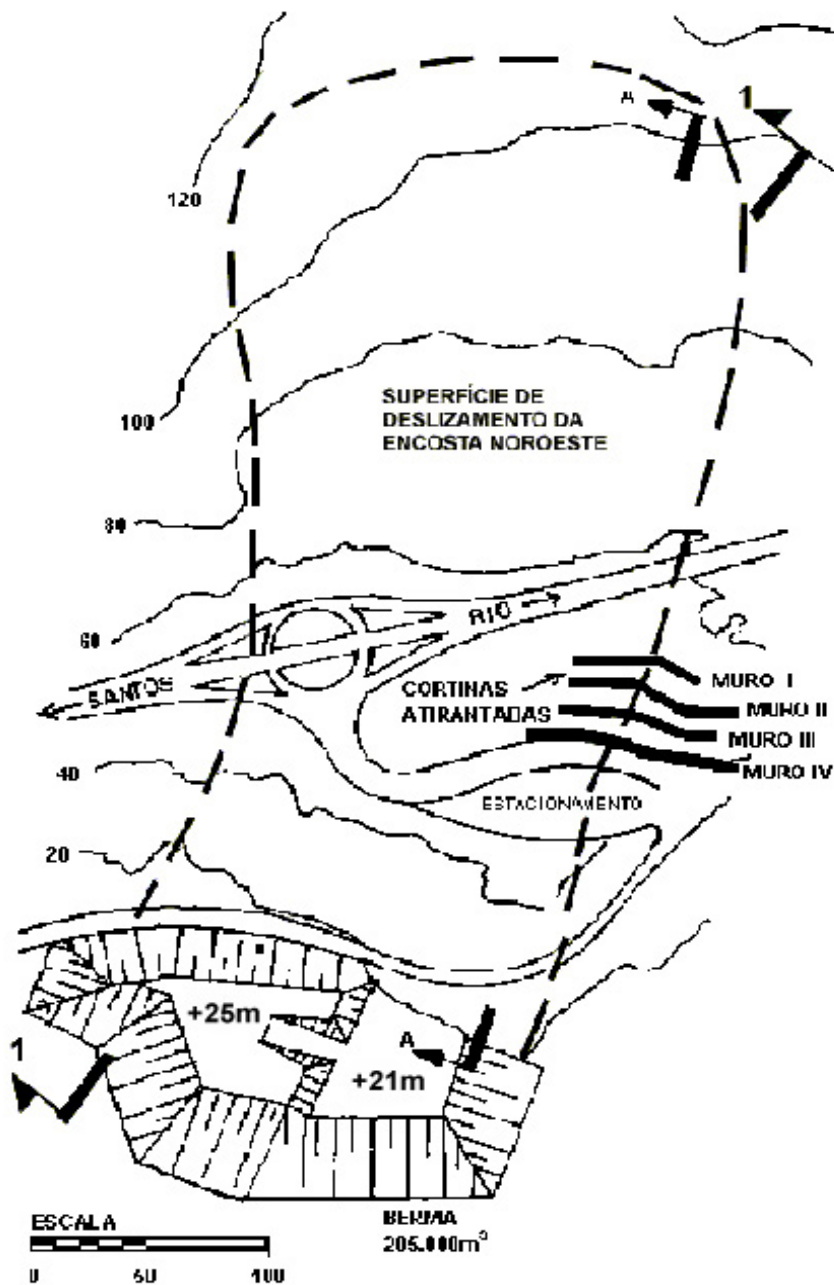 A
1
120
SUPERFÍCIE DE
DESLIZAMENTO DA
ENCOSTA NOROESTE
100
80
RIO
60
SANTOS
CORTINAS
ATIRANTADAS
MURO I
MURO II
MURO III
MURO IV
40
ESTACIONAMENTO
20
+25m
A
+21m
1
ESCALA
0 50 100
BERMA
205.000m³